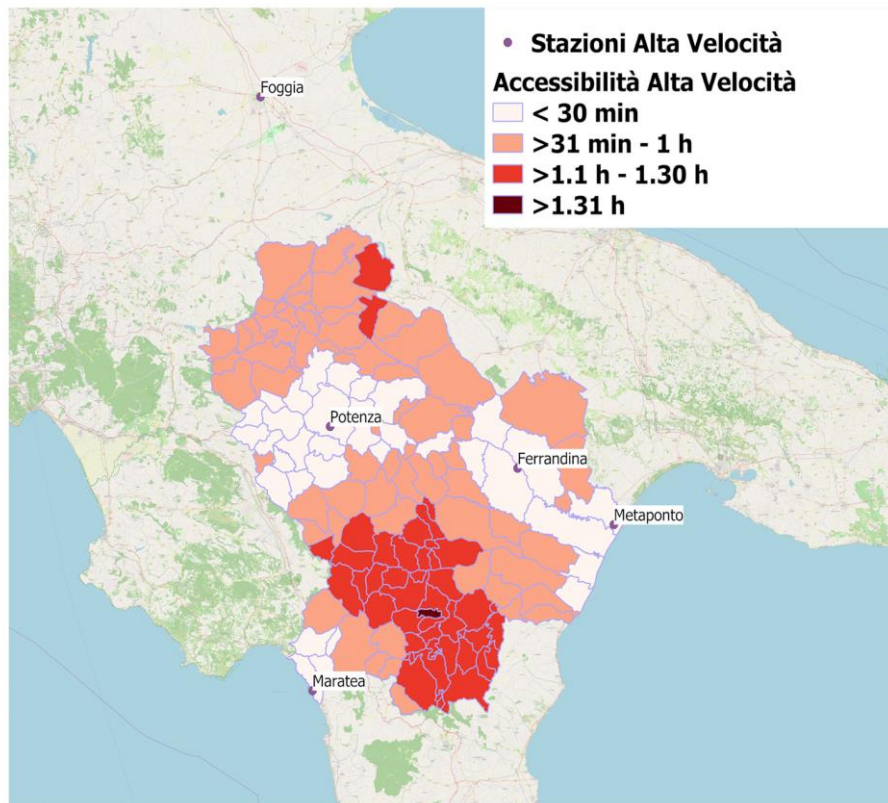 Stazioni Alta Velocità
Accessibilità Alta Velocità
< 30 min
>31 min - 1 h
>1.1 h - 1.30 h
>1.31 h
Foggia
Potenza
Ferrandina
Metaponto
Maratea